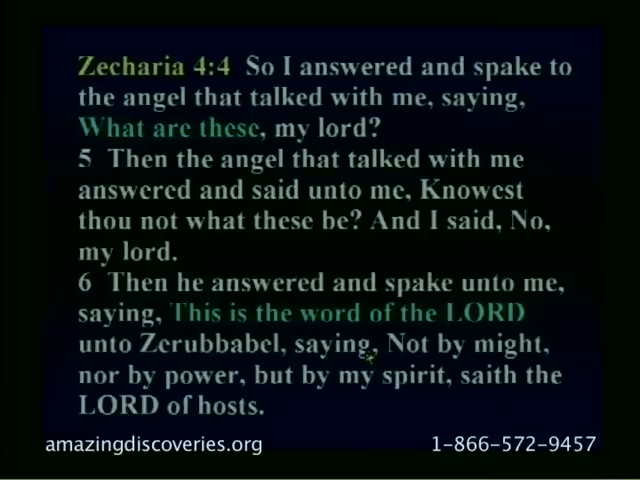 Zecharia 4:4 So I answered and spake to
the angel that talked with me, saying,
What are these, my lord?
5 Then the angel that talked with me
answered and said unto me, Knowest
thou not what these be? And I said, No,
my lord.
6 Then he answered and spake unto me,
saying, This is the word of the LORD
unto Zerubbabel, saying, Not by might,
nor by power, but by my spirit, saith the
LORD of hosts.
amazingdiscoveries.org 1-866-572-9457